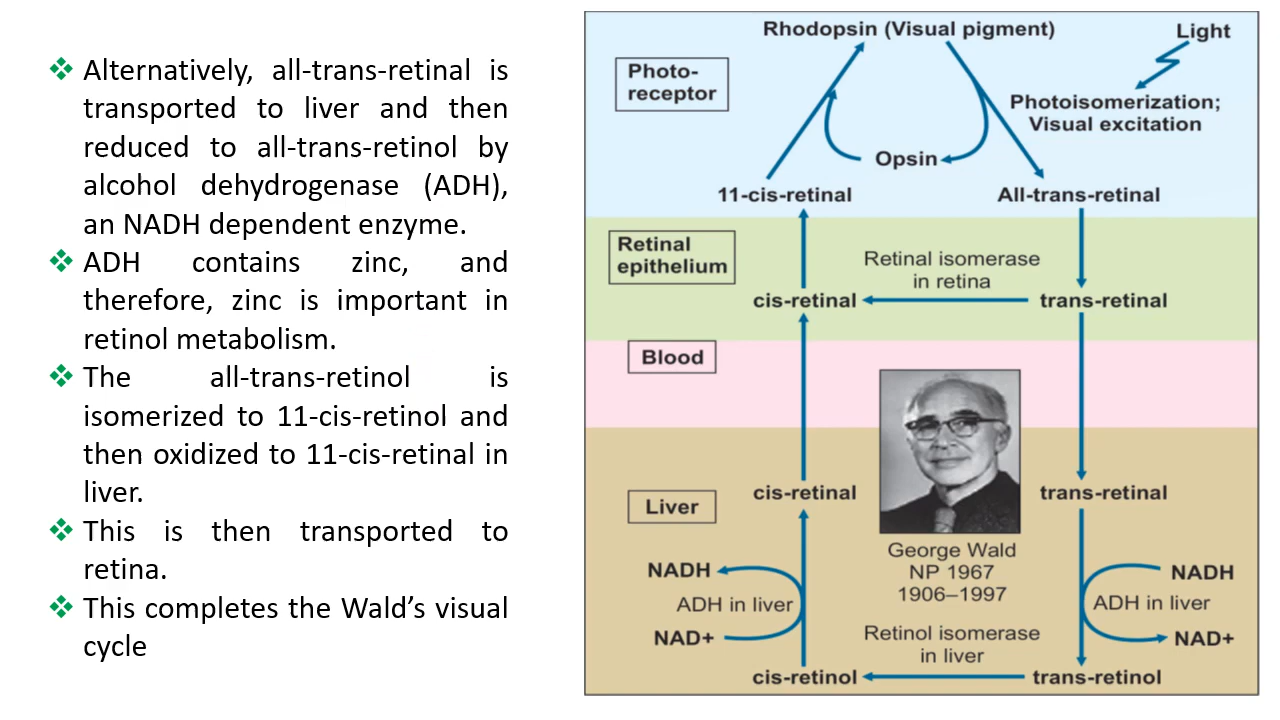 Alternatively, all-trans-retinal is
transported to liver and then
reduced to all-trans-retinol by
alcohol dehydrogenase (ADH),
an NADH dependent enzyme.
ADH contains zinc, and
therefore, zinc is important in
retinol metabolism.
The all-trans-retinol is
isomerized to 11-cis-retinol and
then oxidized to 11-cis-retinal in
liver.
This is then transported to
retina.
This completes the Wald’s visual
cycle
Rhodopsin (Visual pigment)
Light
Photo-
receptor
Photoisomerization;
Visual excitation
Opsin
11-cis-retinal
All-trans-retinal
Retinal
epithelium
Retinal isomerase
in retina
cis-retinal
trans-retinal
Blood
Liver
cis-retinal
trans-retinal
George Wald
NP 1967
1906–1997
NADH
ADH in liver
NAD+
NADH
ADH in liver
NAD+
Retinol isomerase
in liver
cis-retinol
trans-retinol